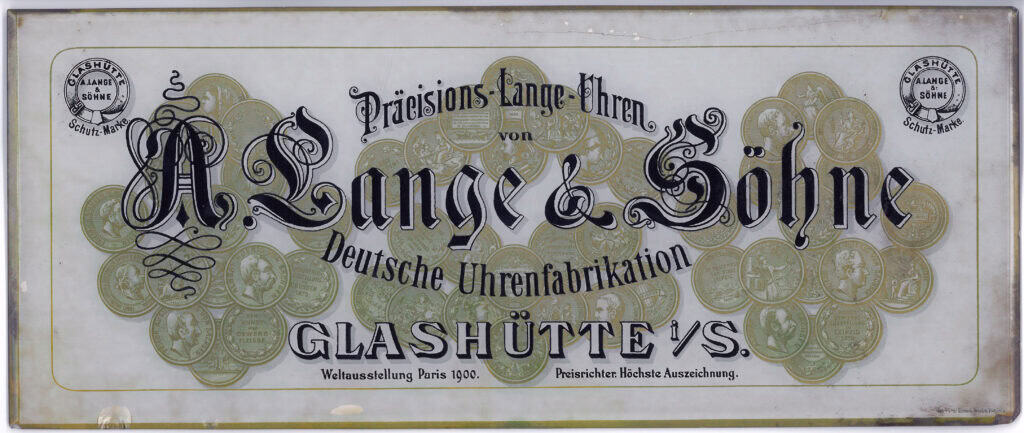 GLASHÜTTE
A. LANGE
&
SÖHNE
Schutz-Marke.
Präcisions-Lange-Uhren
von
A. Lange & Söhne
Deutsche Uhrenfabrikation
GLASHÜTTE i/S.
Weltausstellung Paris 1900. Preisrichter: Höchste Auszeichnung.
GLASHÜTTE
A. LANGE
&
SÖHNE
Schutz-Marke.